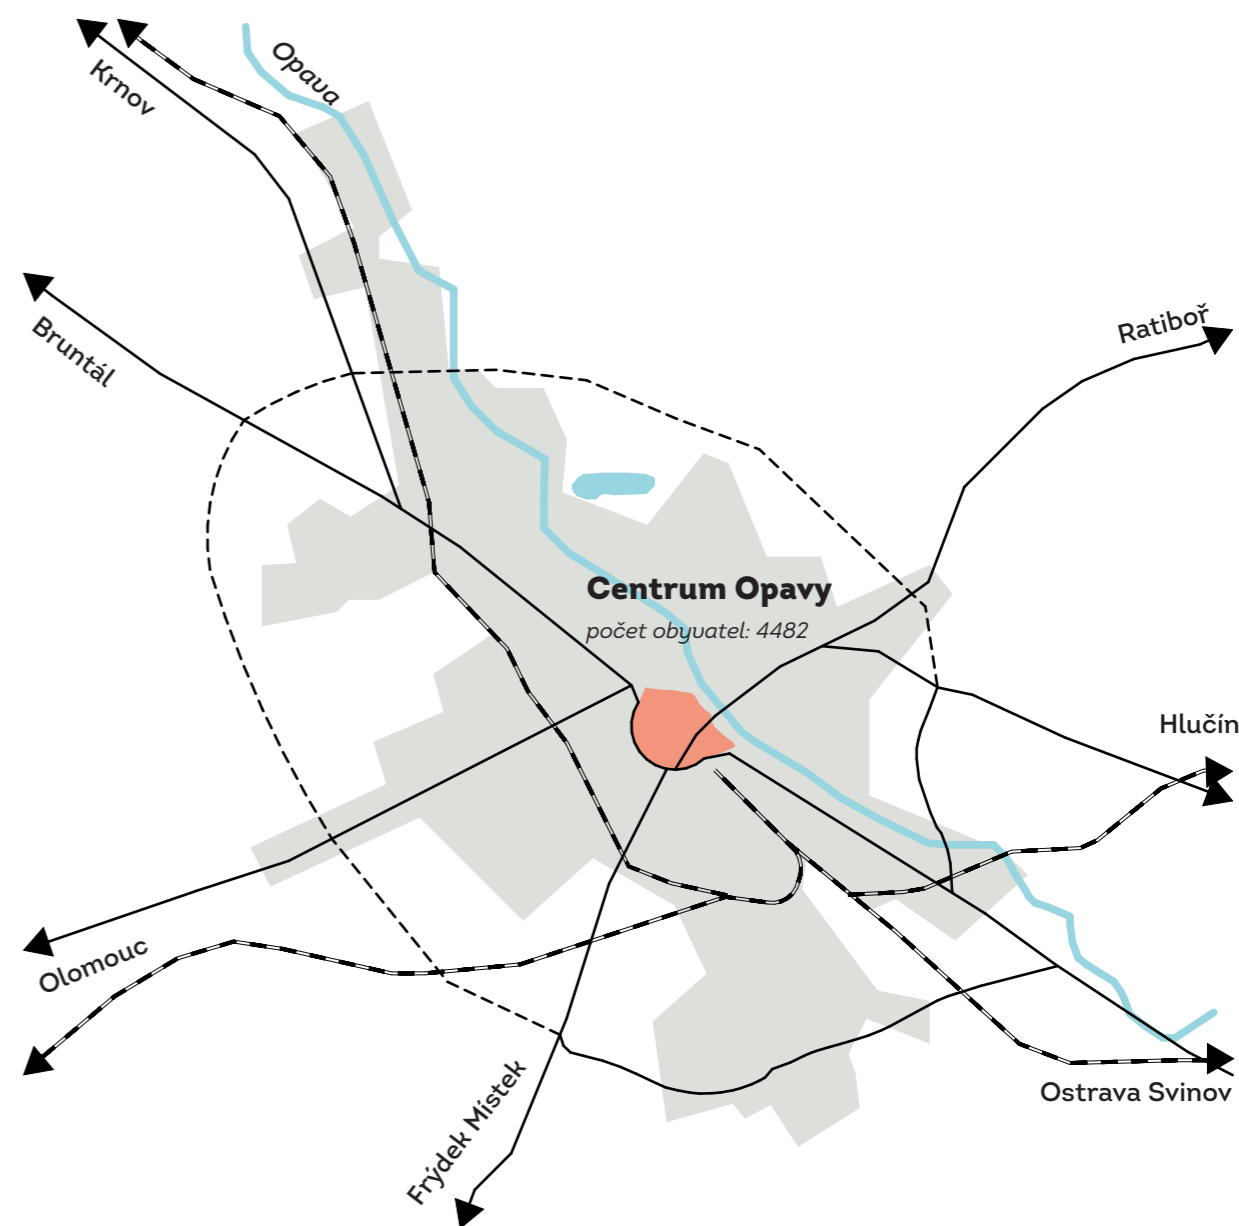 Opava
Krnov
Ratiboř
Bruntál
Centrum Opavy
počet obyvatel: 4482
Hlučín
Olomouc
Ostrava Svinov
Frýdek Místek